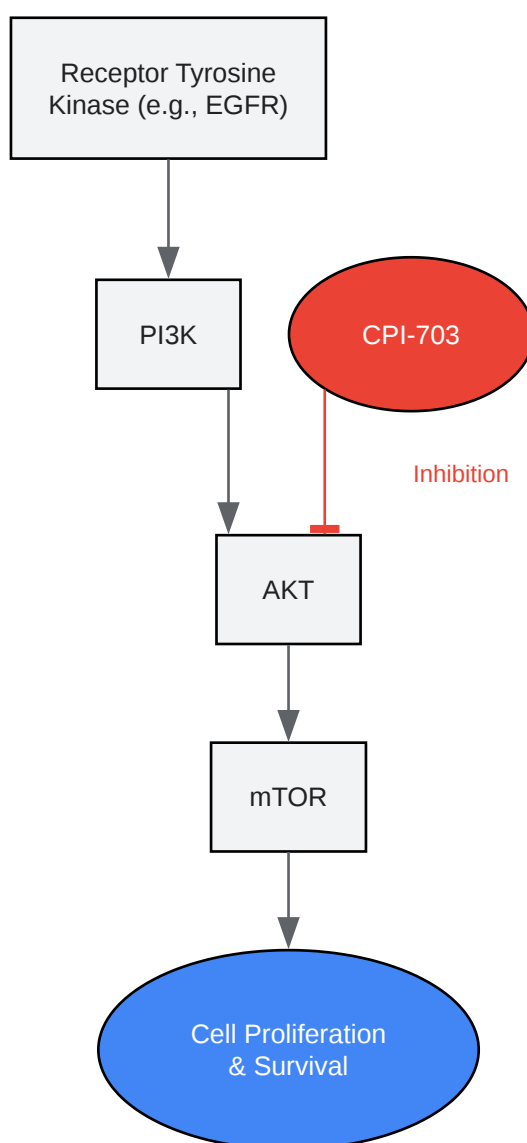 Receptor Tyrosine
Kinase (e.g., EGFR)
PI3K
CPI-703
Inhibition
AKT
mTOR
Cell Proliferation
& Survival